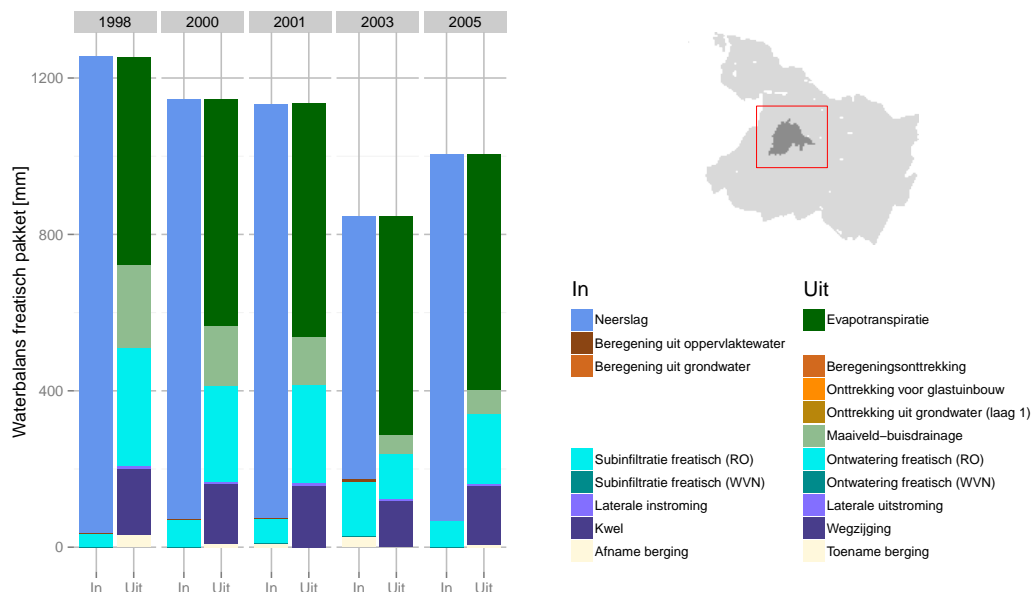 1998 2000 2001 2003 2005
Waterbalans freatisch pakket [mm]
1200
800
400
0
In Uit In Uit In Uit In Uit In Uit
In Uit
Neerslag Evapotranspiratie
Beregening uit oppervlaktewater
Beregening uit grondwater Beregeningsonttrekking
Onttrekking voor glastuinbouw
Onttrekking uit grondwater (laag 1)
Maaiveld−buisdrainage
Subinfiltratie freatisch (RO) Ontwatering freatisch (RO)
Subinfiltratie freatisch (WVN) Ontwatering freatisch (WVN)
Laterale instroming Laterale uitstroming
Kwel Wegzijging
Afname berging Toename berging